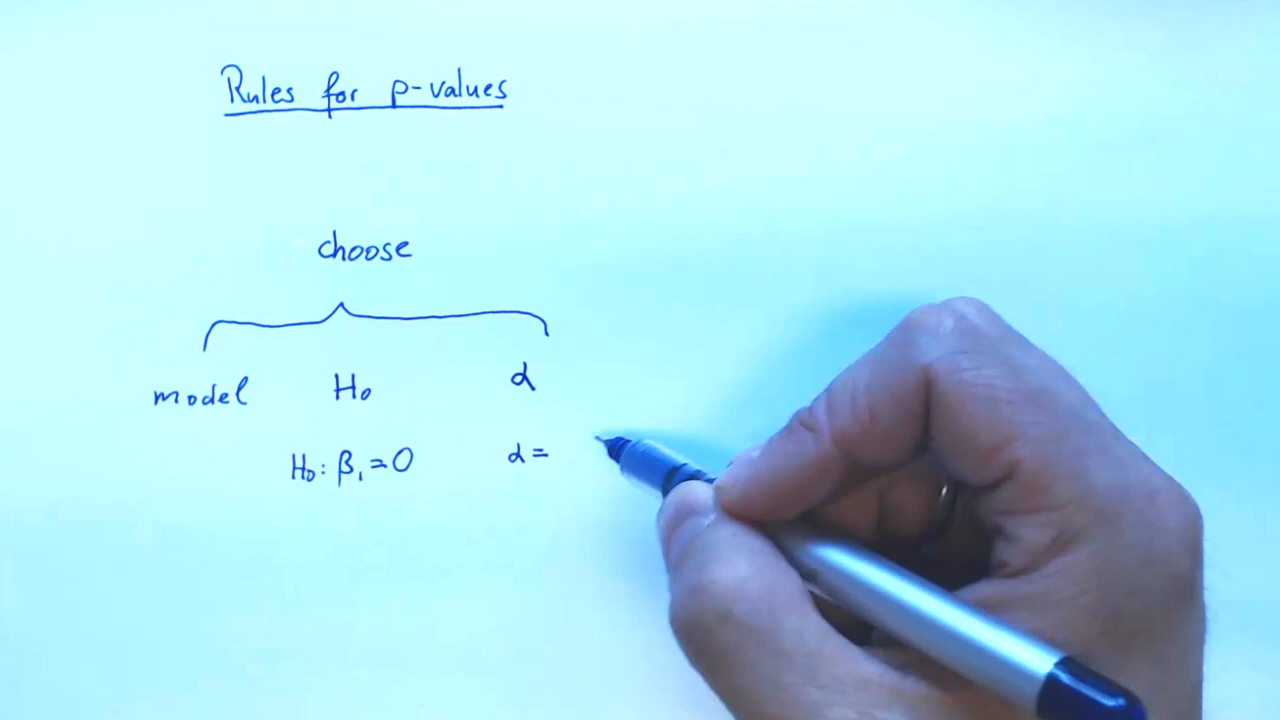 Rules for p-values
choose
model H₀ α
H₀: β₁=0 α=